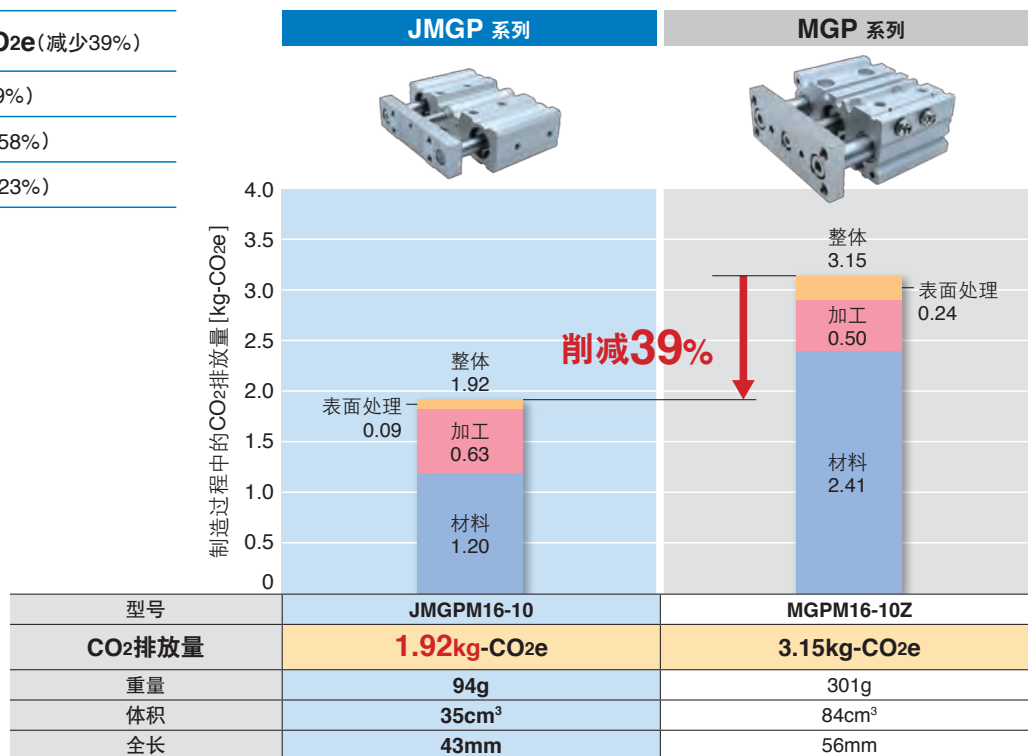 O2e(减少39%)
9%)
58%)
23%)
JMGP 系列
MGP 系列
制造过程中的CO2排放量 [kg-CO2e]
4.0
3.5
3.0
2.5
2.0
1.5
1.0
0.5
0
整体
1.92
表面处理
0.09
加工
0.63
材料
1.20
削减39%
整体
3.15
表面处理
0.24
加工
0.50
材料
2.41
型号 JMGPM16-10 MGPM16-10Z
CO2排放量 1.92kg-CO2e 3.15kg-CO2e
重量 94g 301g
体积 35cm³ 84cm³
全长 43mm 56mm